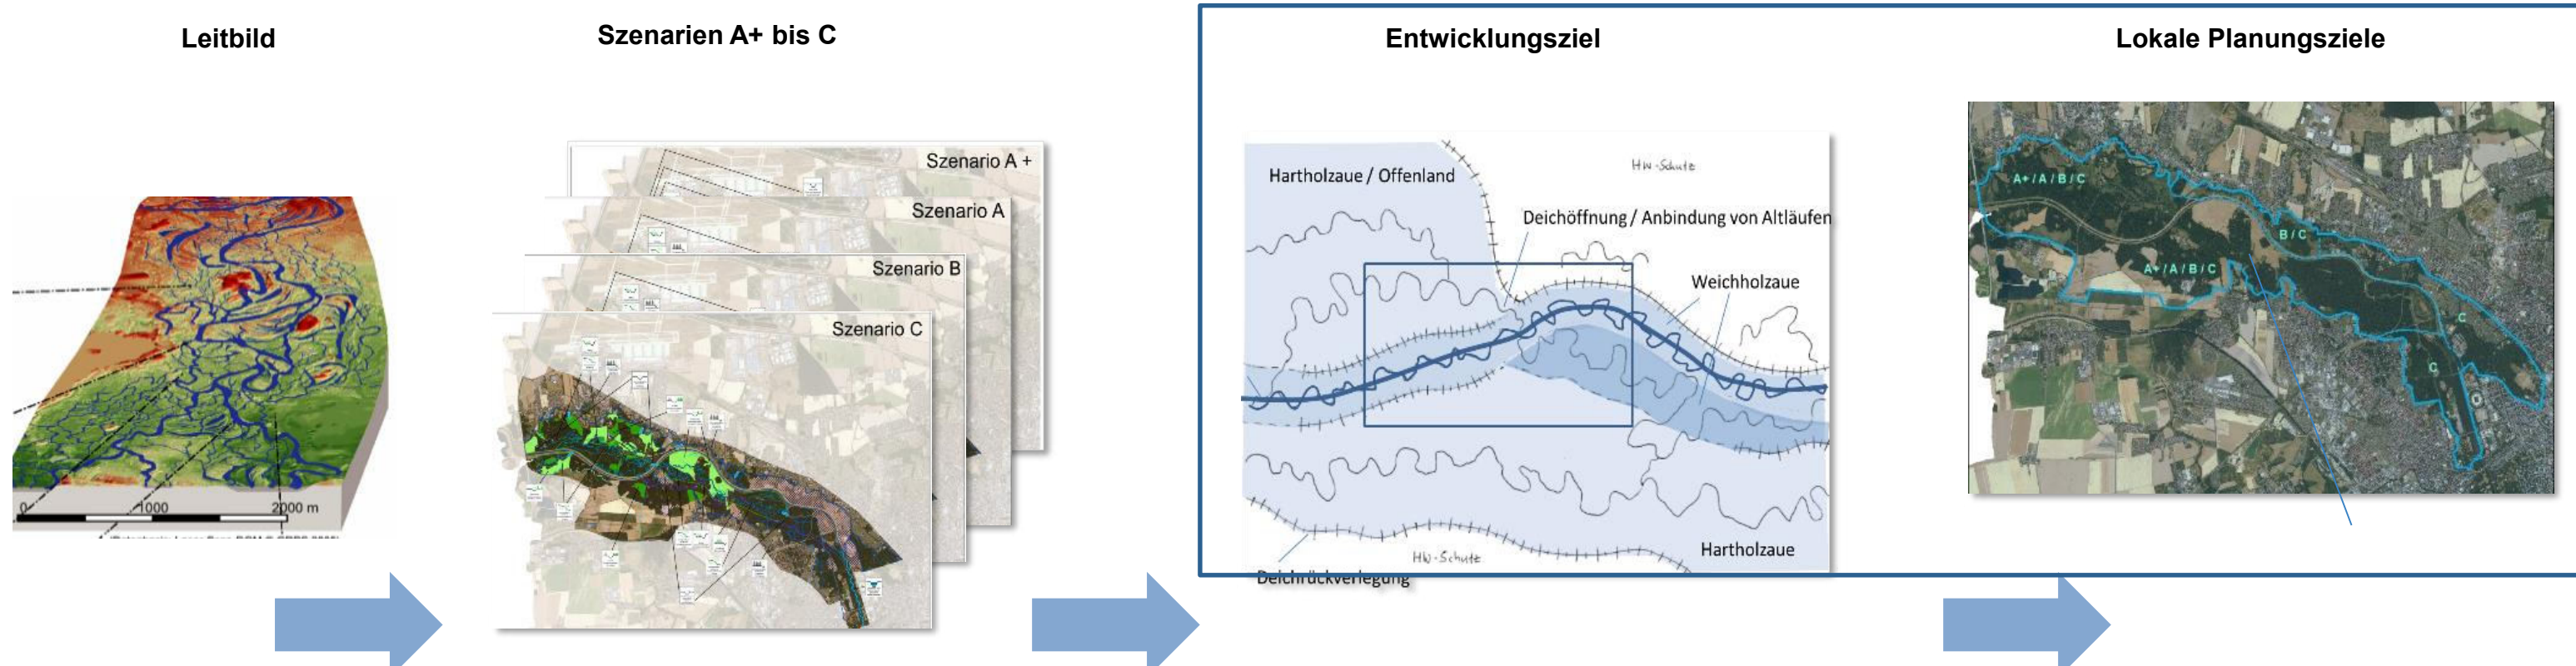 Leitbild
Szenarien A+ bis C
Entwicklungsziel
Lokale Planungsziele
0
1000
2000 m
Szenario A +
Szenario A
Szenario B
Szenario C
Hartholzaue / Offenland
HW-Schutz
Deichöffnung / Anbindung von Altläufen
Weichholzaue
Hartholzaue
HW-Schutz
Deichrückverlegung
A+ / A / B / C
B / C
A+ / A / B / C
C
C